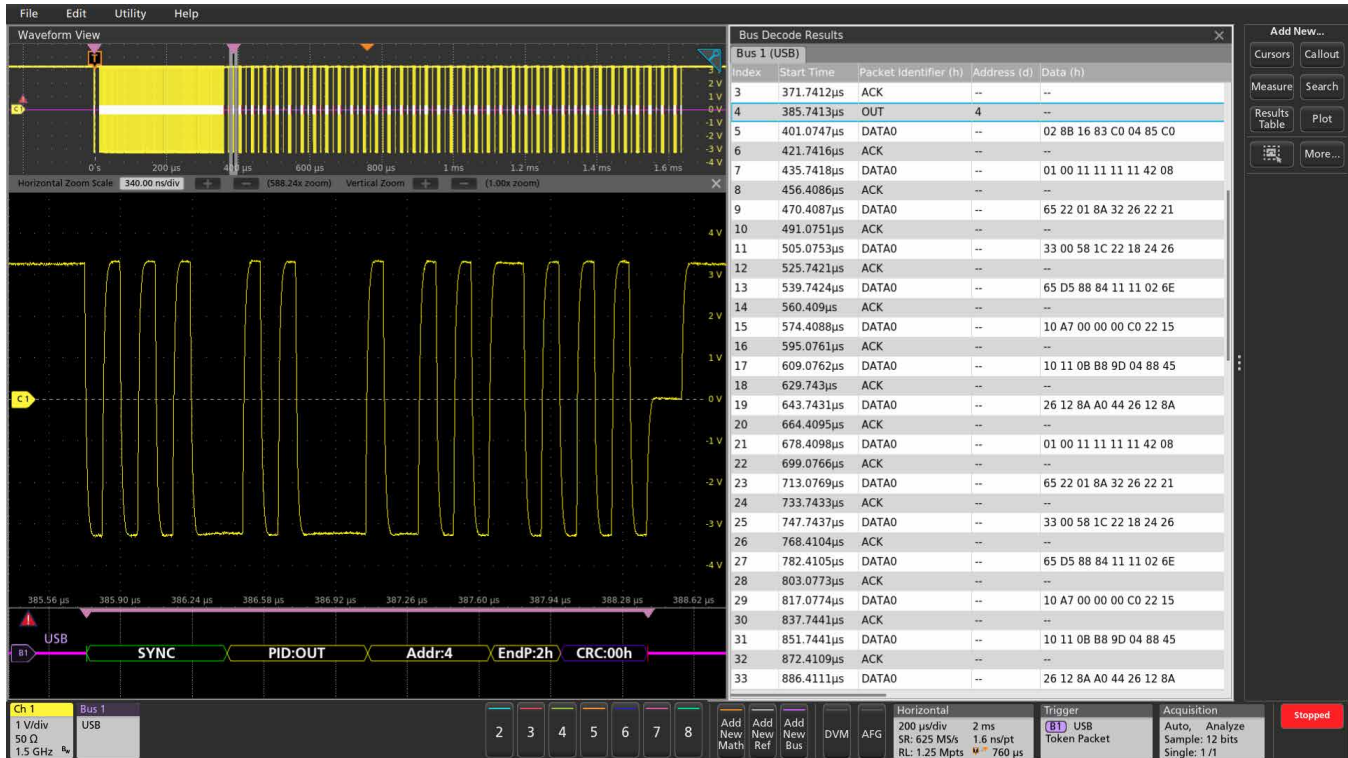 File Edit Utility Help
Waveform View
T
C1
3 V
2 V
1 V
0 V
-1 V
-2 V
-3 V
-4 V
0 s 200 µs 400 µs 600 µs 800 µs 1 ms 1.2 ms 1.4 ms 1.6 ms
Horizontal Zoom Scale 340.00 ns/div + − (588.24x zoom) Vertical Zoom + − (1.00x zoom)
4 V
3 V
2 V
1 V
C 1 0 V
-1 V
-2 V
-3 V
-4 V
385.56 µs 385.90 µs 386.24 µs 386.58 µs 386.92 µs 387.26 µs 387.60 µs 387.94 µs 388.28 µs 388.62 µs
USB
B1 SYNC PID:OUT Addr:4 EndP:2h CRC:00h
Bus Decode Results
Bus 1 (USB)
Index Start Time Packet Identifier (h) Address (d) Data (h)
3 371.7412µs ACK -- --
4 385.7413µs OUT 4 --
5 401.0747µs DATA0 -- 02 8B 16 83 C0 04 85 C0
6 421.7416µs ACK -- --
7 435.7418µs DATA0 -- 01 00 11 11 11 11 42 08
8 456.4086µs ACK -- --
9 470.4087µs DATA0 -- 65 22 01 8A 32 26 22 21
10 491.0751µs ACK -- --
11 505.0753µs DATA0 -- 33 00 58 1C 22 18 24 26
12 525.7421µs ACK -- --
13 539.7424µs DATA0 -- 65 D5 88 84 11 11 02 6E
14 560.409µs ACK -- --
15 574.4088µs DATA0 -- 10 A7 00 00 00 C0 22 15
16 595.0761µs ACK -- --
17 609.0762µs DATA0 -- 10 11 0B B8 9D 04 88 45
18 629.743µs ACK -- --
19 643.7431µs DATA0 -- 26 12 8A A0 44 26 12 8A
20 664.4095µs ACK -- --
21 678.4098µs DATA0 -- 01 00 11 11 11 11 42 08
22 699.0766µs ACK -- --
23 713.0769µs DATA0 -- 65 22 01 8A 32 26 22 21
24 733.7433µs ACK -- --
25 747.7437µs DATA0 -- 33 00 58 1C 22 18 24 26
26 768.4104µs ACK -- --
27 782.4105µs DATA0 -- 65 D5 88 84 11 11 02 6E
28 803.0773µs ACK -- --
29 817.0774µs DATA0 -- 10 A7 00 00 00 C0 22 15
30 837.7441µs ACK -- --
31 851.7441µs DATA0 -- 10 11 0B B8 9D 04 88 45
32 872.4109µs ACK -- --
33 886.4111µs DATA0 -- 26 12 8A A0 44 26 12 8A
Add New...
Cursors Callout
Measure Search
Results Table Plot
More...
Ch 1
1 V/div
50 Ω
1.5 GHz Bw
Bus 1
USB
2 3 4 5 6 7 8
Add New Math
Add New Ref
Add New Bus
DVM AFG
Horizontal
200 µs/div 2 ms
SR: 625 MS/s 1.6 ns/pt
RL: 1.25 Mpts 760 µs
Trigger
B1 USB
Token Packet
Acquisition
Auto, Analyze
Sample: 12 bits
Single: 1 /1
Stopped